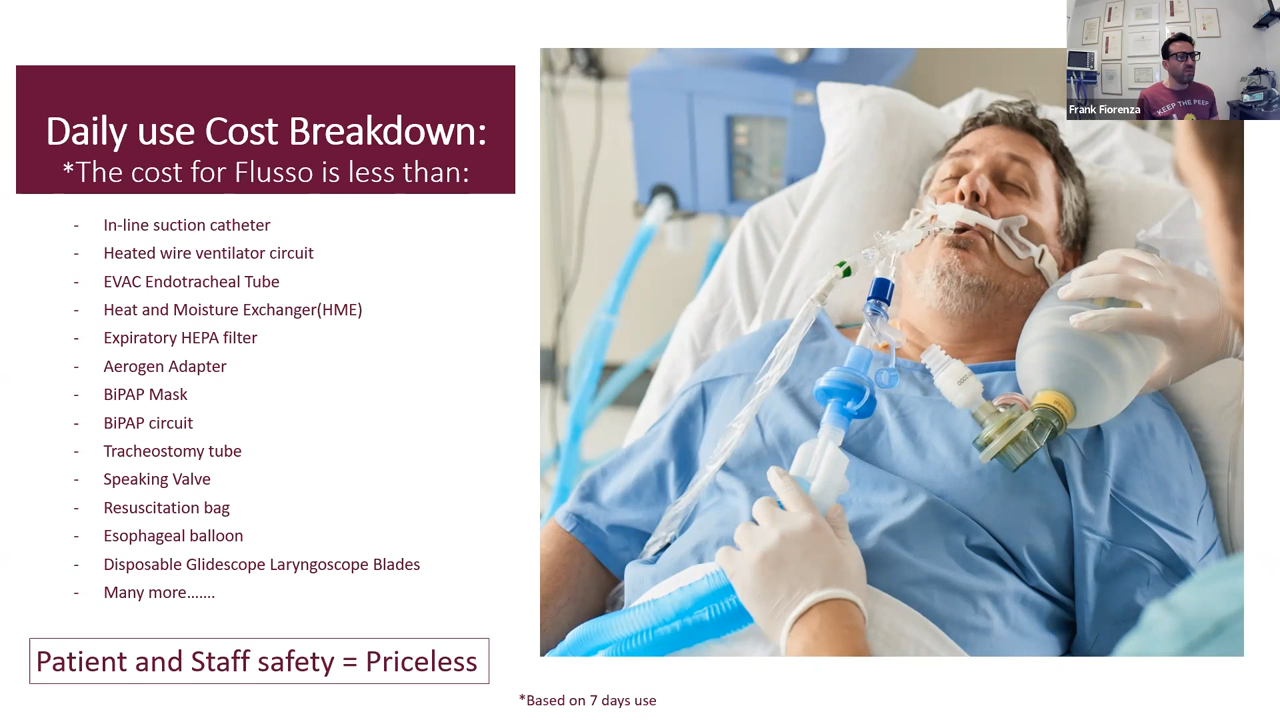 Daily use Cost Breakdown:
*The cost for Flusso is less than:
- In-line suction catheter
- Heated wire ventilator circuit
- EVAC Endotracheal Tube
- Heat and Moisture Exchanger(HME)
- Expiratory HEPA filter
- Aerogen Adapter
- BiPAP Mask
- BiPAP circuit
- Tracheostomy tube
- Speaking Valve
- Resuscitation bag
- Esophageal balloon
- Disposable Glidescope Laryngoscope Blades
- Many more.......
Patient and Staff safety = Priceless
*Based on 7 days use
Frank Fiorenza
KEEP THE PEEP